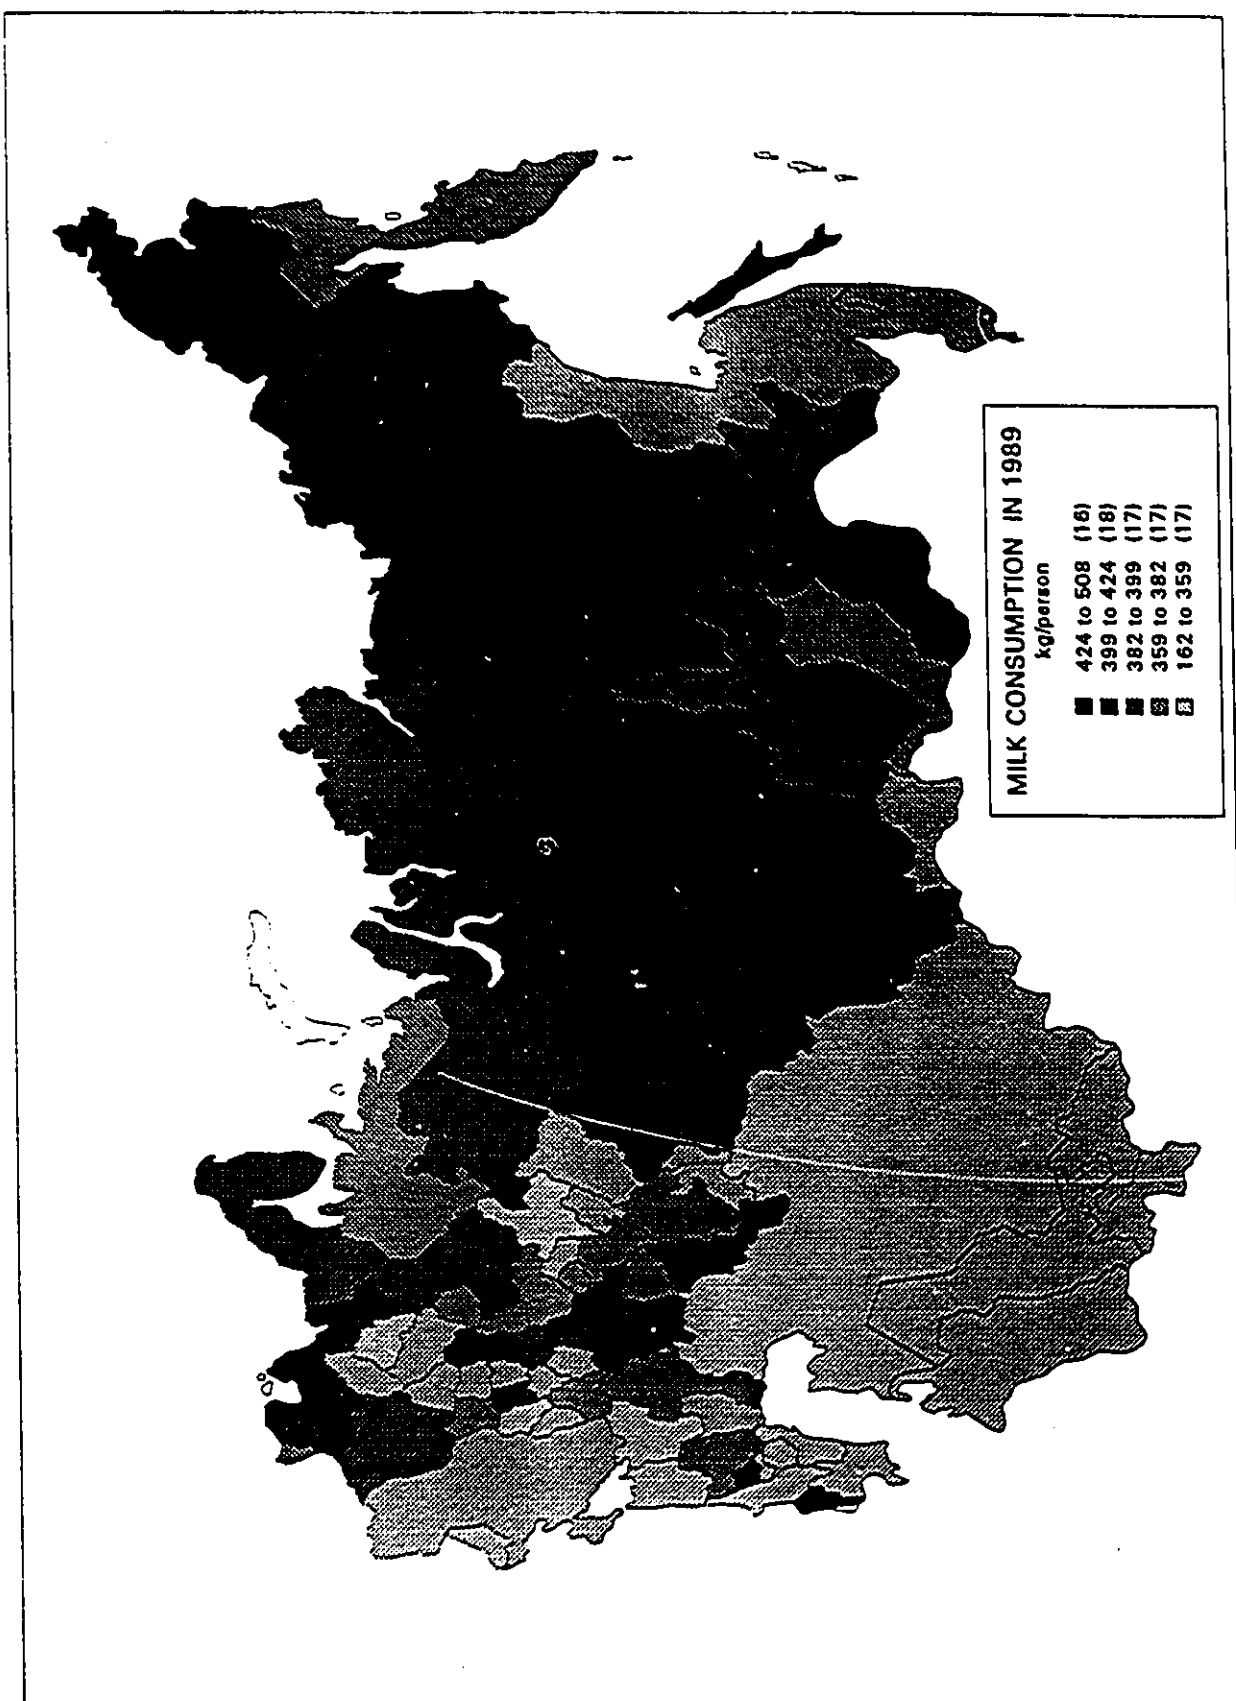 MILK CONSUMPTION IN 1989
kg/person
424 to 508 (16)
399 to 424 (18)
382 to 399 (17)
359 to 382 (17)
162 to 359 (17)